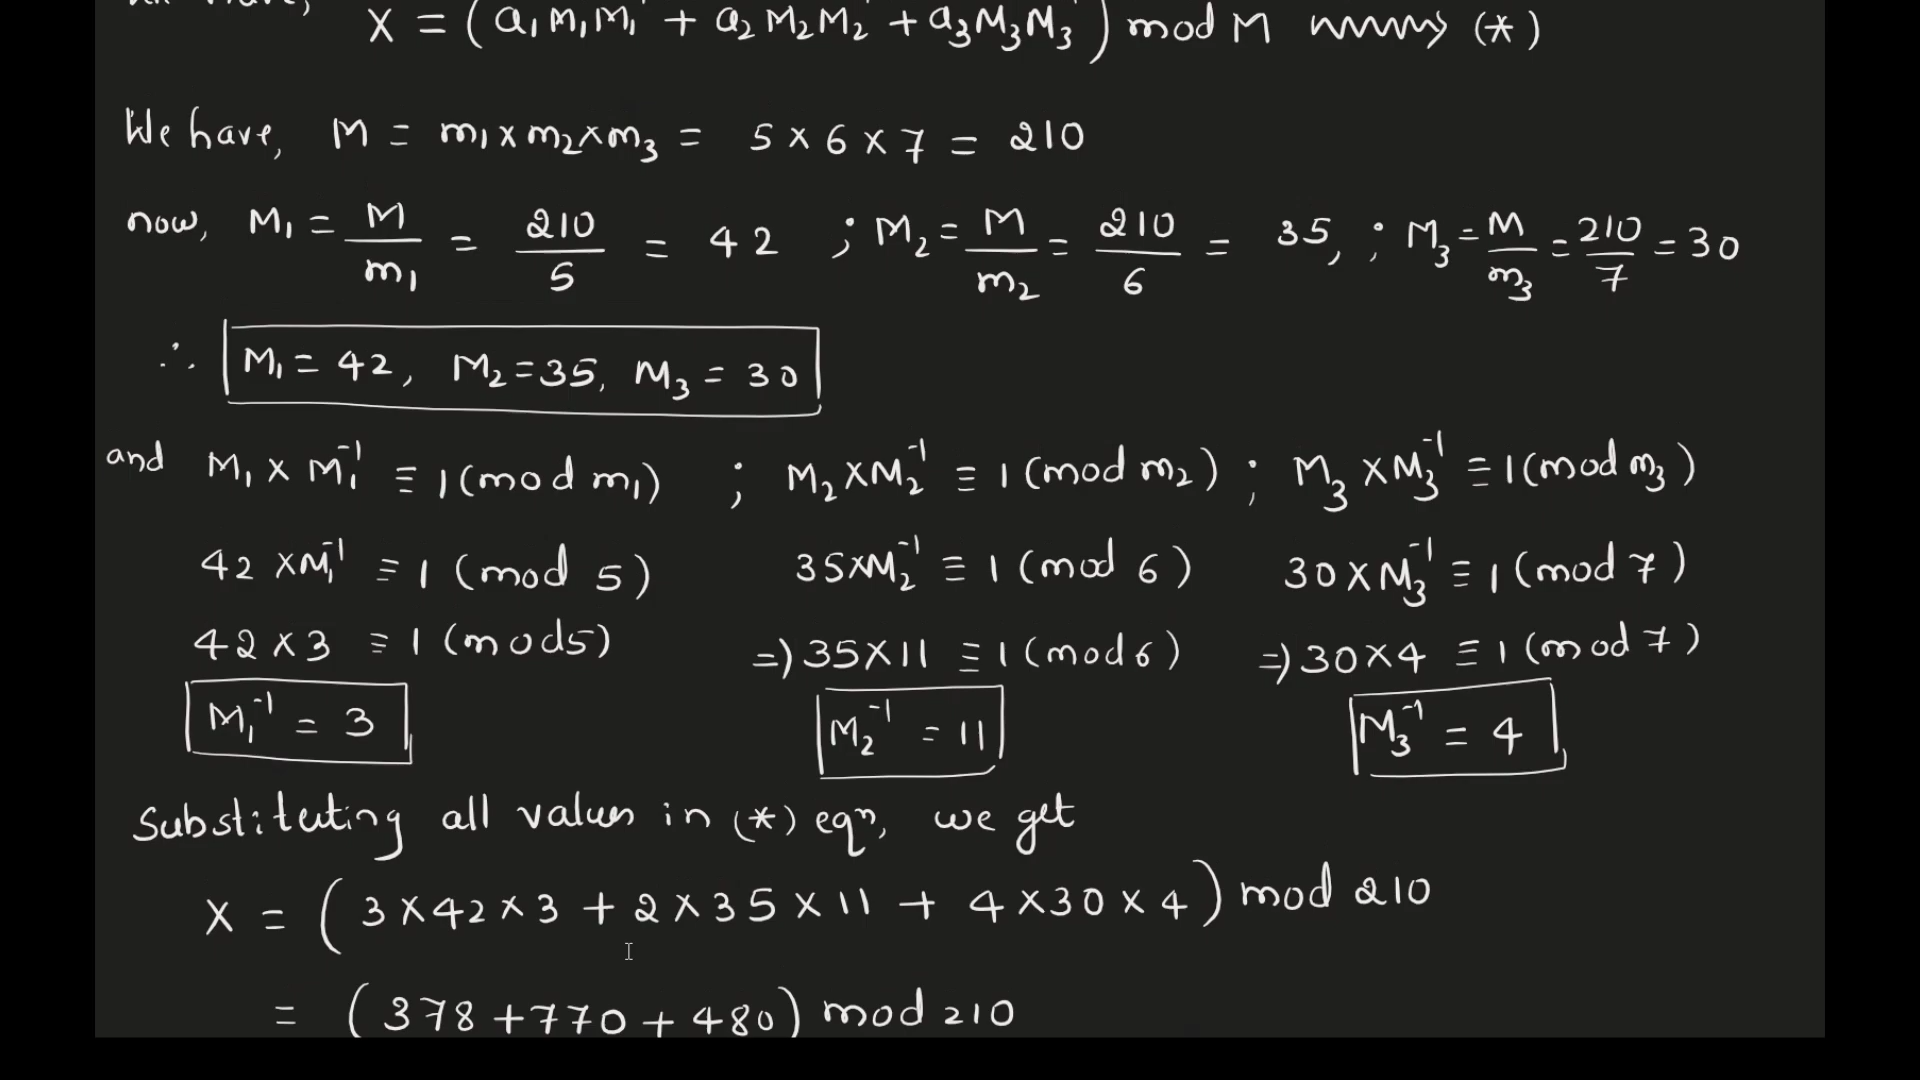 X = (a₁M₁M₁⁻¹ + a₂M₂M₂⁻¹ + a₃M₃M₃⁻¹) mod M (*)
We have, M = m₁×m₂×m₃ = 5×6×7 = 210
now, M₁ = M/m₁ = 210/5 = 42 ; M₂ = M/m₂ = 210/6 = 35, ; M₃ = M/m₃ = 210/7 = 30
∴ M₁ = 42, M₂ = 35, M₃ = 30
and M₁ × M₁⁻¹ ≡ 1 (mod m₁) ; M₂×M₂⁻¹ ≡ 1 (mod m₂) ; M₃×M₃⁻¹ ≡ 1 (mod m₃)
42 ×M₁⁻¹ ≡ 1 (mod 5) 35×M₂⁻¹ ≡ 1 (mod 6) 30×M₃⁻¹ ≡ 1 (mod 7)
42×3 ≡ 1 (mod5) ⇒ 35×11 ≡ 1 (mod 6) ⇒ 30×4 ≡ 1 (mod 7)
M₁⁻¹ = 3 M₂⁻¹ = 11 M₃⁻¹ = 4
Substituting all values in (*) eqⁿ, we get
X = (3×42×3 + 2×35×11 + 4×30×4) mod 210
= (378+770+480) mod 210